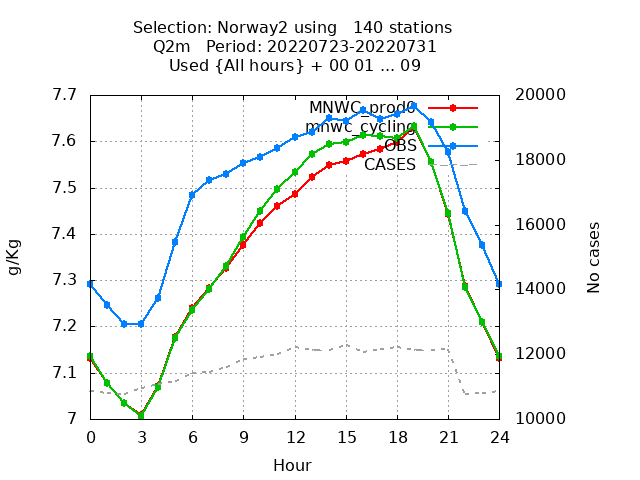 Selection: Norway2 using   140 stations
Q2m   Period: 20220723-20220731
Used {All hours} + 00 01 ... 09
7.7
7.6
7.5
7.4
7.3
7.2
7.1
7
20000
18000
16000
14000
12000
10000
MNWC_prod0
mnwc_cycling
OBS
CASES
g/Kg
No cases
0 3 6 9 12 15 18 21 24
Hour